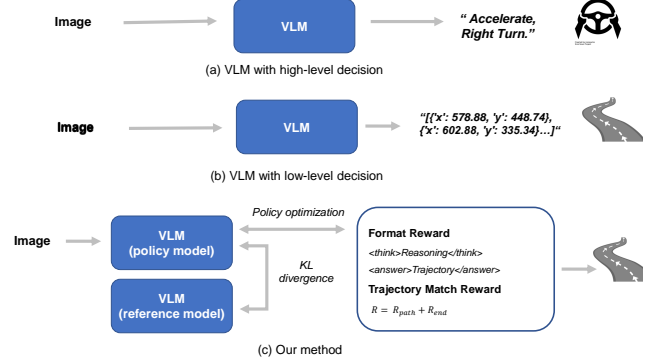 Image
VLM
“ Accelerate,
Right Turn.”
(a) VLM with high-level decision
Image
VLM
“[{‘x’: 578.88, ‘y’: 448.74},
{‘x’: 602.88, ‘y’: 335.34}…]“
(b) VLM with low-level decision
Image
VLM
(policy model)
VLM
(reference model)
Policy optimization
KL
divergence
Format Reward
<think>Reasoning</think>
<answer>Trajectory</answer>
Trajectory Match Reward
R = R_path + R_end
(c) Our method